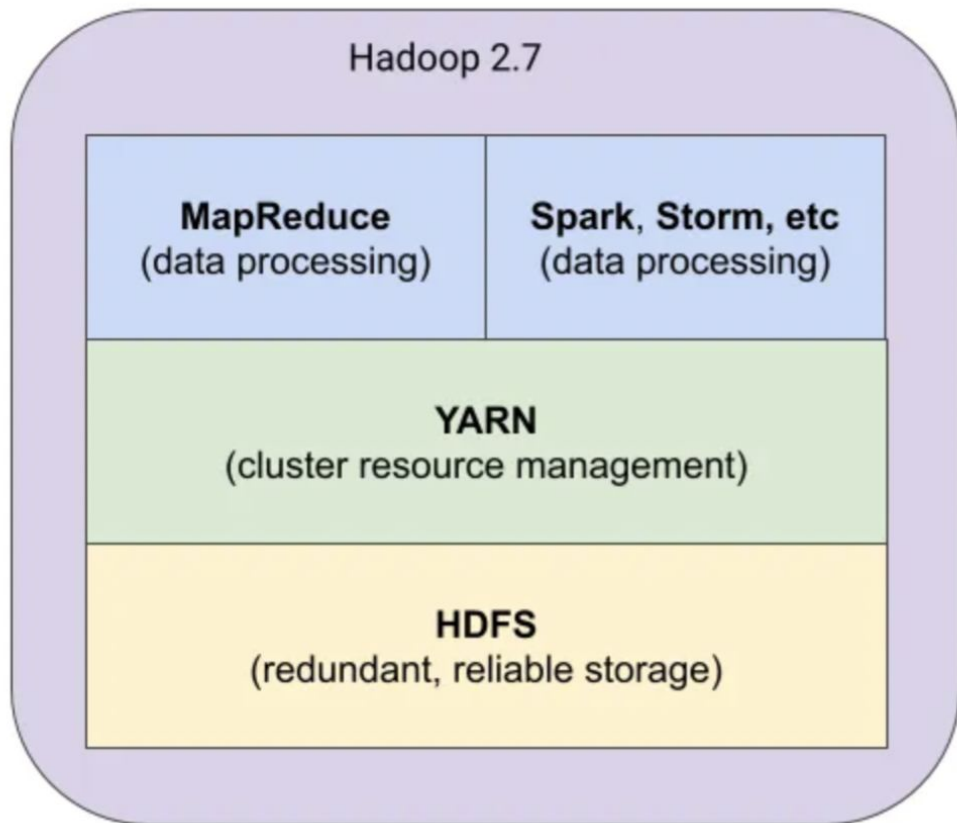 Hadoop 2.7
MapReduce
(data processing)
Spark, Storm, etc
(data processing)
YARN
(cluster resource management)
HDFS
(redundant, reliable storage)